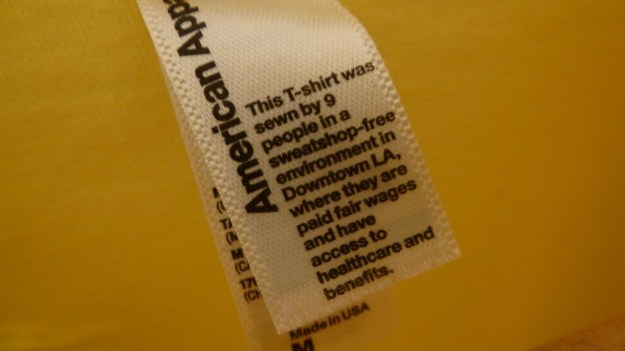 American Appa
This T-shirt was
sewn by 9
people in a
sweatshop-free
environment in
Downtown LA,
where they are
paid fair wages
and have
access to
healthcare and
benefits.
Made in USA
M